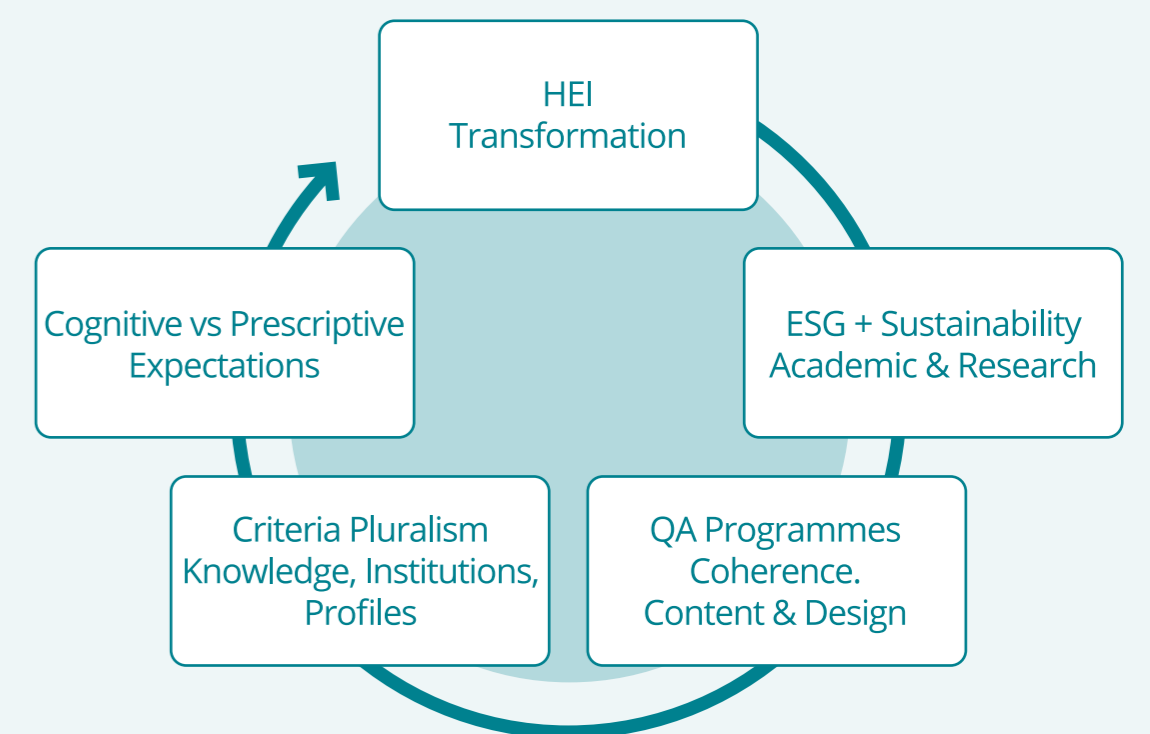 HEI
Transformation
ESG + Sustainability
Academic & Research
QA Programmes
Coherence.
Content & Design
Criteria Pluralism
Knowledge, Institutions,
Profiles
Cognitive vs Prescriptive
Expectations